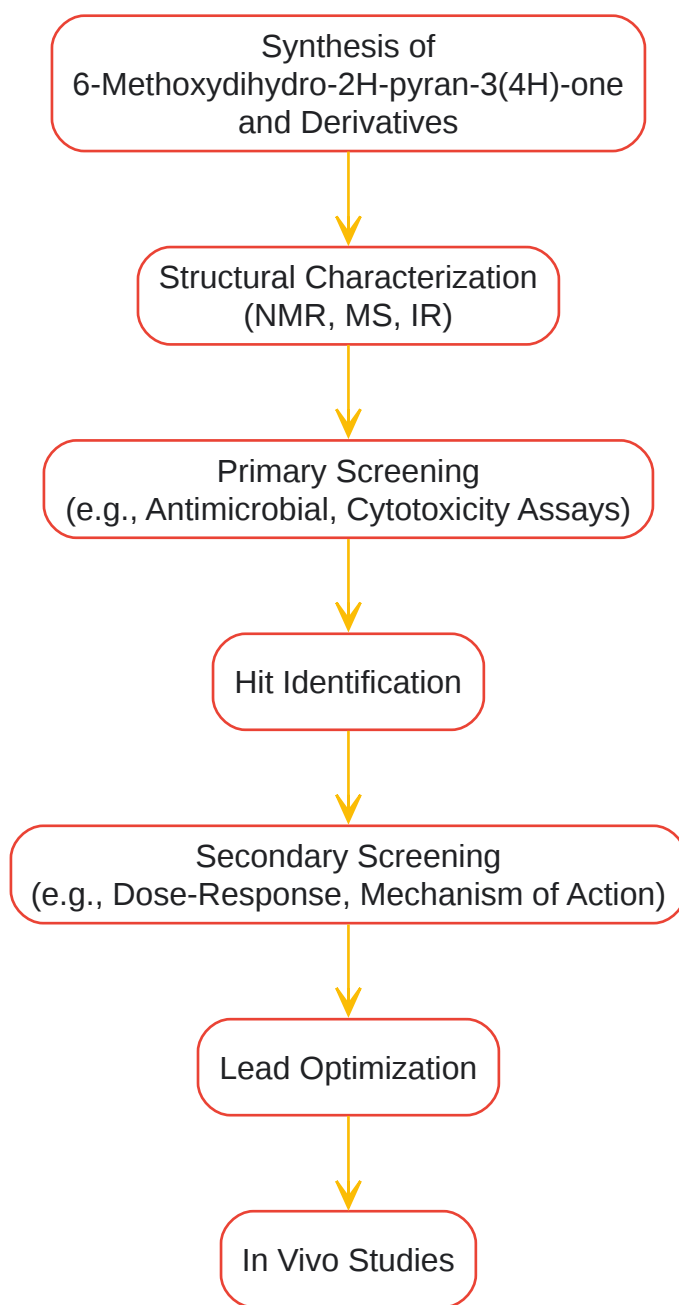 Synthesis of
6-Methoxydihydro-2H-pyran-3(4H)-one
and Derivatives
Structural Characterization
(NMR, MS, IR)
Primary Screening
(e.g., Antimicrobial, Cytotoxicity Assays)
Hit Identification
Secondary Screening
(e.g., Dose-Response, Mechanism of Action)
Lead Optimization
In Vivo Studies